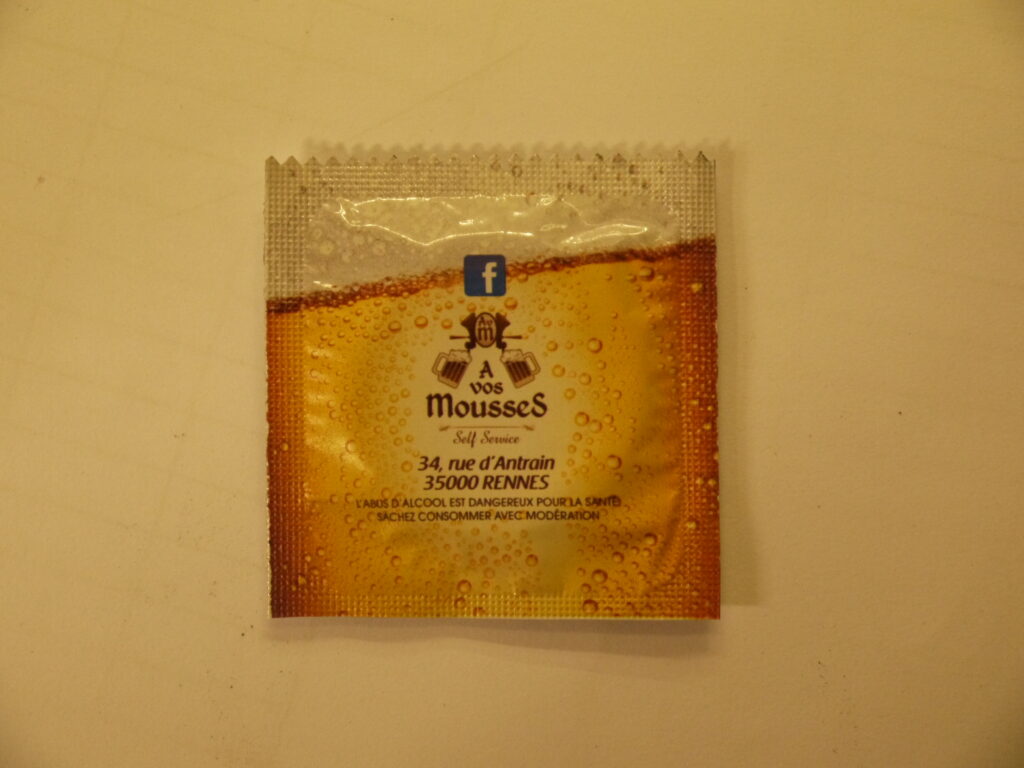 f
A
vos
MousseS
Self Service
34, rue d'Antrain
35000 RENNES
L'ABUS D'ALCOOL EST DANGEREUX POUR LA SANTÉ
SACHEZ CONSOMMER AVEC MODÉRATION